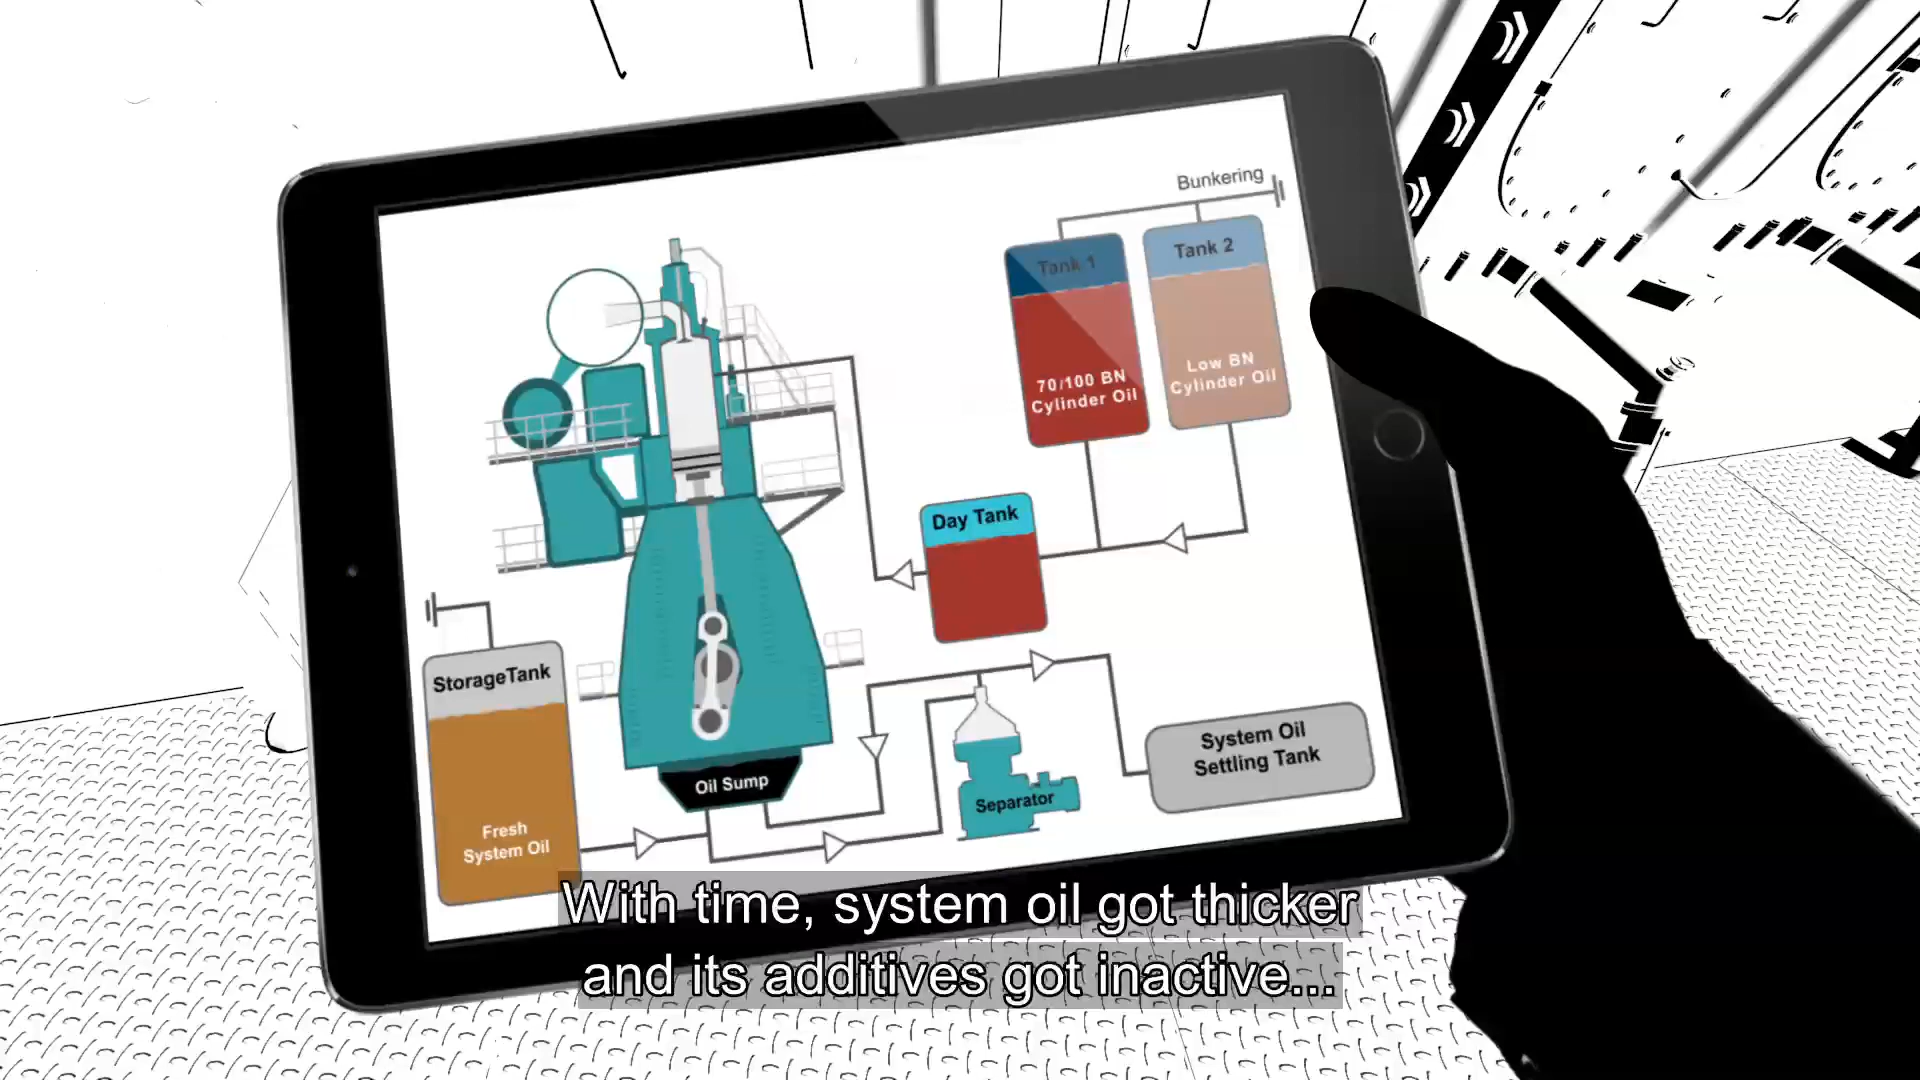 Bunkering
Tank 1
Tank 2
70/100 BN
Cylinder Oil
Low BN
Cylinder Oil
Day Tank
StorageTank
Fresh
System Oil
Oil Sump
Separator
System Oil
Settling Tank
With time, system oil got thicker
and its additives got inactive...